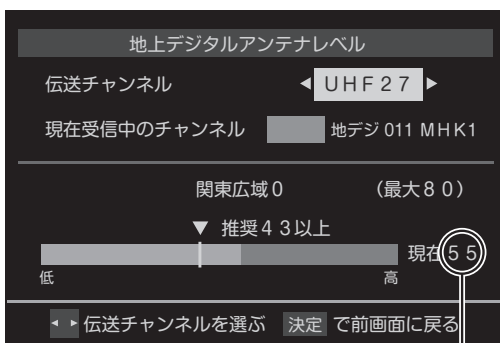 地上デジタルアンテナレベル
伝送チャンネル ◀ UHF27 ▶
現在受信中のチャンネル 地デジ 011 MHK1
関東広域0 (最大80)
▼ 推奨43以上
現在55
低 高
◂ ▸ 伝送チャンネルを選ぶ 決定 で前画面に戻る